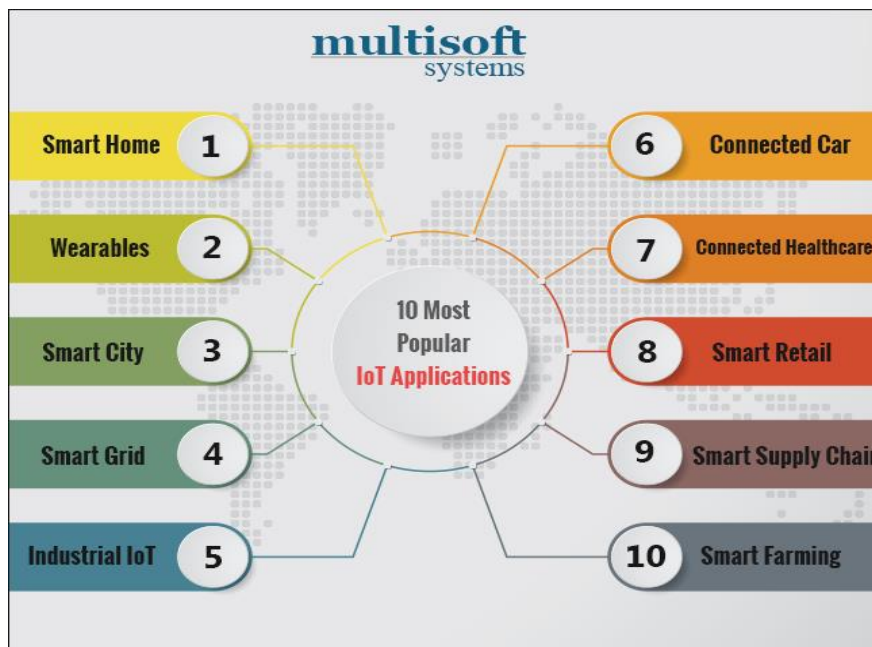 multisoft
systems
Smart Home 1
Wearables 2
Smart City 3
Smart Grid 4
Industrial IoT 5
10 Most
Popular
IoT Applications
6 Connected Car
7 Connected Healthcare
8 Smart Retail
9 Smart Supply Chain
10 Smart Farming